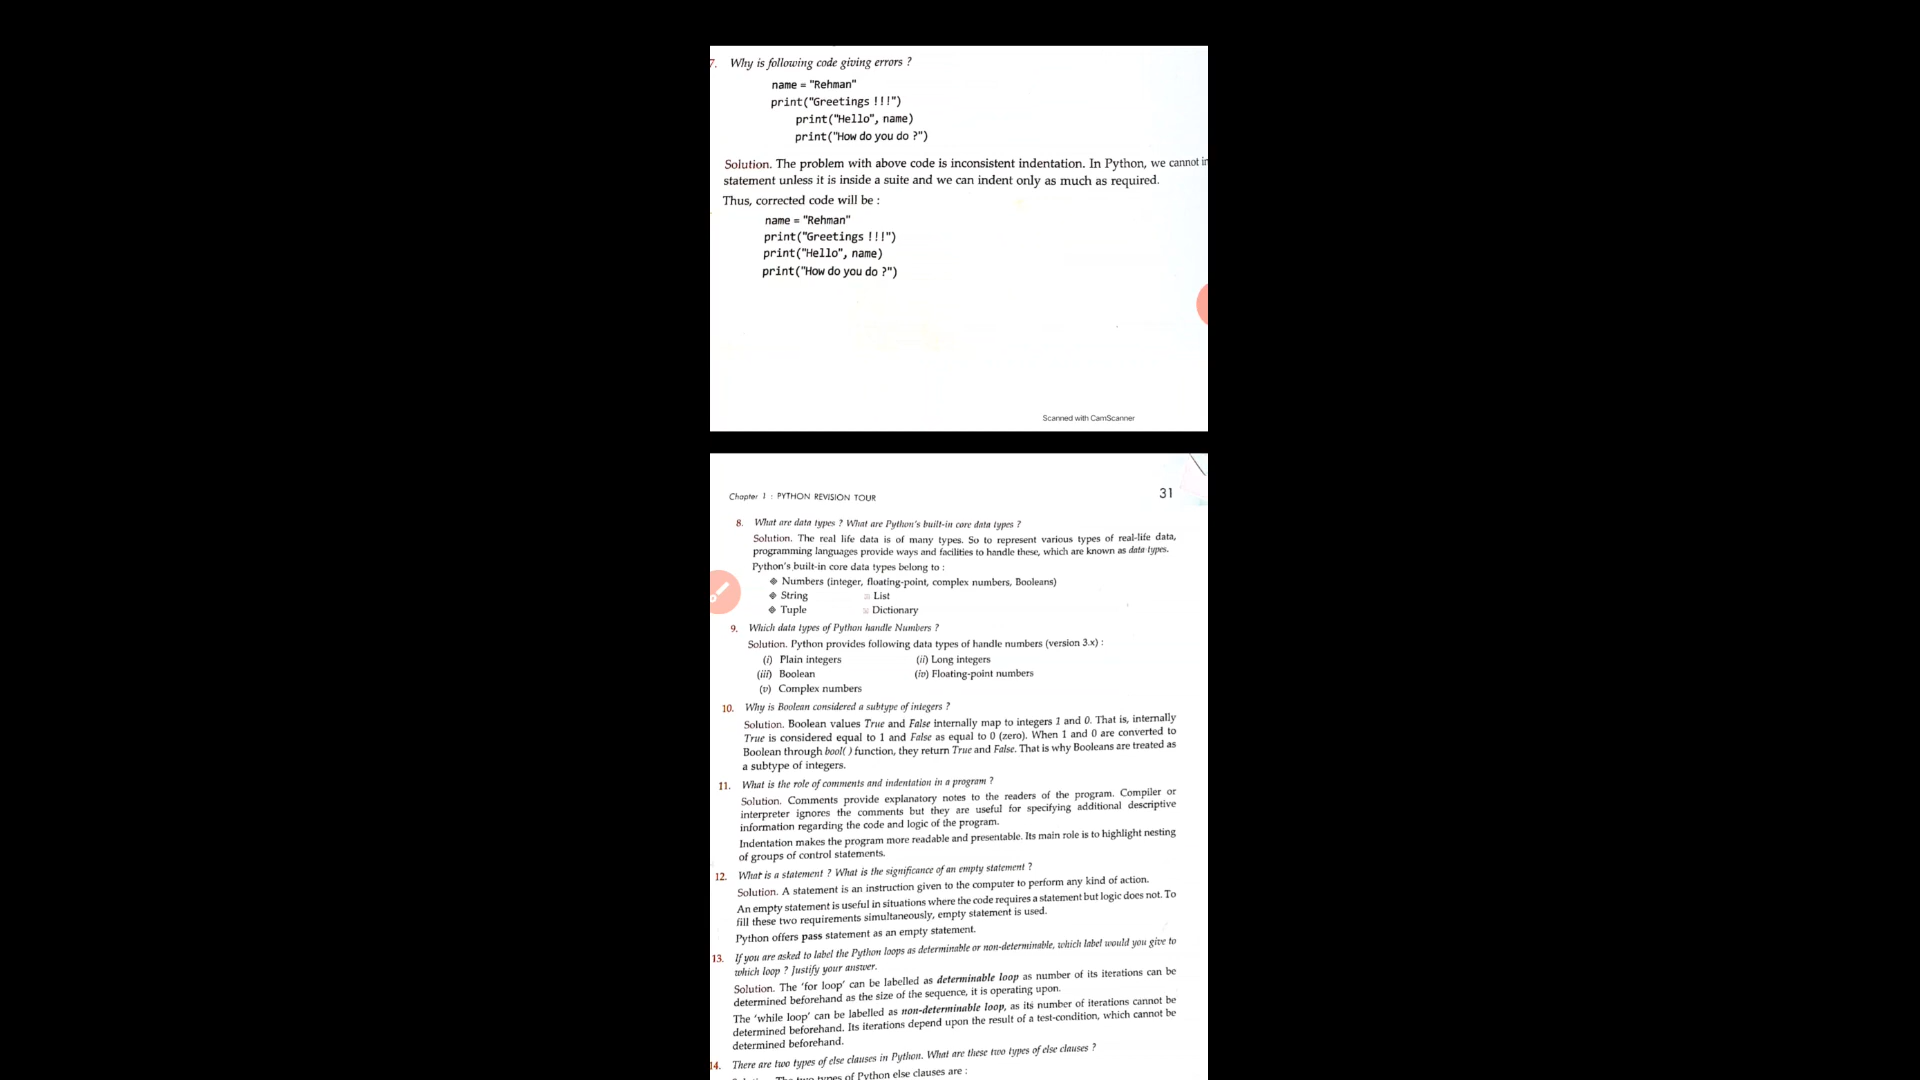 7. Why is following code giving errors ?
name = "Rehman"
print("Greetings !!!")
print("Hello", name)
print("How do you do ?")
Solution. The problem with above code is inconsistent indentation. In Python, we cannot
statement unless it is inside a suite and we can indent only as much as required.
Thus, corrected code will be :
name = "Rehman"
print("Greetings !!!")
print("Hello", name)
print("How do you do ?")
Scanned with CamScanner
Chapter 1 : PYTHON REVISION TOUR 31
8. What are data types ? What are Python's built-in core data types ?
Solution. The real life data is of many types. So to represent various types of real-life data,
programming languages provide ways and facilities to handle these, which are known as data types.
Python's built-in core data types belong to :
Numbers (integer, floating-point, complex numbers, Booleans)
String List
Tuple Dictionary
9. Which data types of Python handle Numbers ?
Solution. Python provides following data types of handle numbers (version 3.x) :
(i) Plain integers (ii) Long integers
(iii) Boolean (iv) Floating-point numbers
(v) Complex numbers
10. Why is Boolean considered a subtype of integers ?
Solution. Boolean values True and False internally map to integers 1 and 0. That is, internally
True is considered equal to 1 and False as equal to 0 (zero). When 1 and 0 are converted to
Boolean through bool( ) function, they return True and False. That is why Booleans are treated as
a subtype of integers.
11. What is the role of comments and indentation in a program ?
Solution. Comments provide explanatory notes to the readers of the program. Compiler or
interpreter ignores the comments but they are useful for specifying additional descriptive
information regarding the code and logic of the program.
Indentation makes the program more readable and presentable. Its main role is to highlight nesting
of groups of control statements.
12. What is a statement ? What is the significance of an empty statement ?
Solution. A statement is an instruction given to the computer to perform any kind of action.
An empty statement is useful in situations where the code requires a statement but logic does not. To
fill these two requirements simultaneously, empty statement is used.
Python offers pass statement as an empty statement.
13. If you are asked to label the Python loops as determinable or non-determinable, which label would you give to
which loop ? Justify your answer.
Solution. The 'for loop' can be labelled as determinable loop as number of its iterations can be
determined beforehand as the size of the sequence, it is operating upon.
The 'while loop' can be labelled as non-determinable loop, as its number of iterations cannot be
determined beforehand. Its iterations depend upon the result of a test-condition, which cannot be
determined beforehand.
14. There are two types of else clauses in Python. What are these two types of else clauses ?
two types of Python else clauses are :